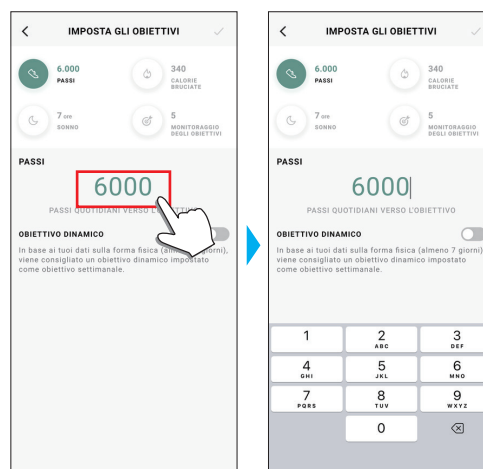 IMPOSTA GLI OBIETTIVI
6.000
PASSI
340
CALORIE
BRUCIATE
7 ore
SONNO
5
MONITORAGGIO
DEGLI OBIETTIVI
PASSI
6000
PASSI QUOTIDIANI VERSO L'OBIETTIVO
OBIETTIVO DINAMICO
In base ai tuoi dati sulla forma fisica (almeno 7 giorni),
viene consigliato un obiettivo dinamico impostato
come obiettivo settimanale.
IMPOSTA GLI OBIETTIVI
6.000
PASSI
340
CALORIE
BRUCIATE
7 ore
SONNO
5
MONITORAGGIO
DEGLI OBIETTIVI
PASSI
6000
PASSI QUOTIDIANI VERSO L'OBIETTIVO
OBIETTIVO DINAMICO
In base ai tuoi dati sulla forma fisica (almeno 7 giorni),
viene consigliato un obiettivo dinamico impostato
come obiettivo settimanale.
1 2 3
ABC DEF
4 5 6
GHI JKL MNO
7 8 9
PQRS TUV WXYZ
0